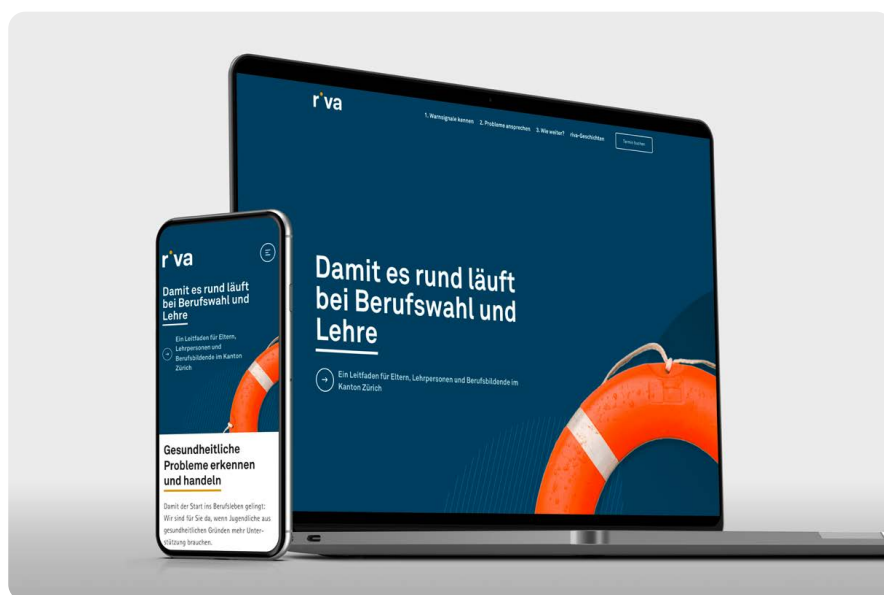 riva
1. Warnsignale kennen 2. Probleme ansprechen 3. Wie weiter? riva-Geschichten Termin buchen
Damit es rund läuft
bei Berufswahl und
Lehre
Ein Leitfaden für Eltern, Lehrpersonen und Berufsbildende im
Kanton Zürich
riva
Damit es rund läuft
bei Berufswahl und
Lehre
Ein Leitfaden für Eltern,
Lehrpersonen und
Berufsbildende im Kanton
Zürich
Gesundheitliche
Probleme erkennen
und handeln
Damit der Start ins Berufsleben gelingt:
Wir sind für Sie da, wenn Jugendliche aus
gesundheitlichen Gründen mehr Unter-
stützung brauchen.